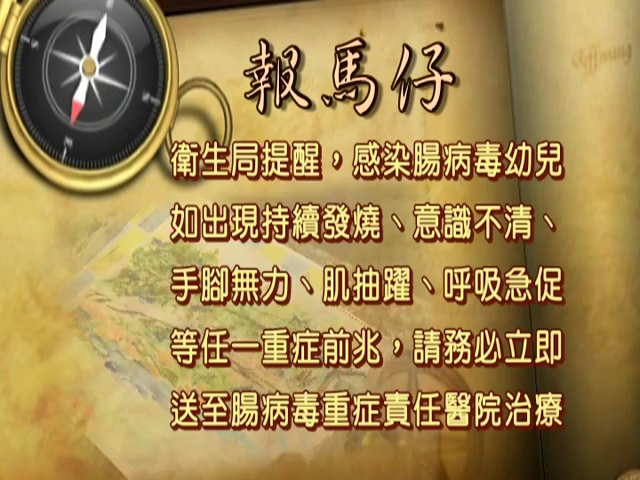 報馬仔
衛生局提醒，感染腸病毒幼兒
如出現持續發燒、意識不清、
手腳無力、肌抽躍、呼吸急促
等任一重症前兆，請務必立即
送至腸病毒重症責任醫院治療